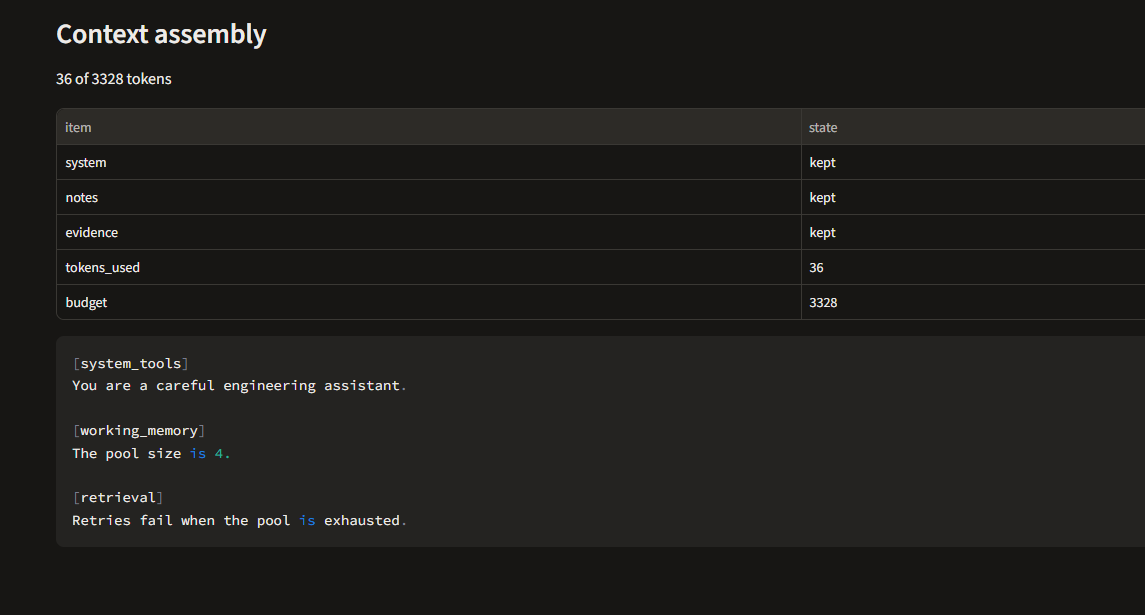 Context assembly
36 of 3328 tokens
item state
system kept
notes kept
evidence kept
tokens_used 36
budget 3328
[system_tools]
You are a careful engineering assistant.
[working_memory]
The pool size is 4.
[retrieval]
Retries fail when the pool is exhausted.